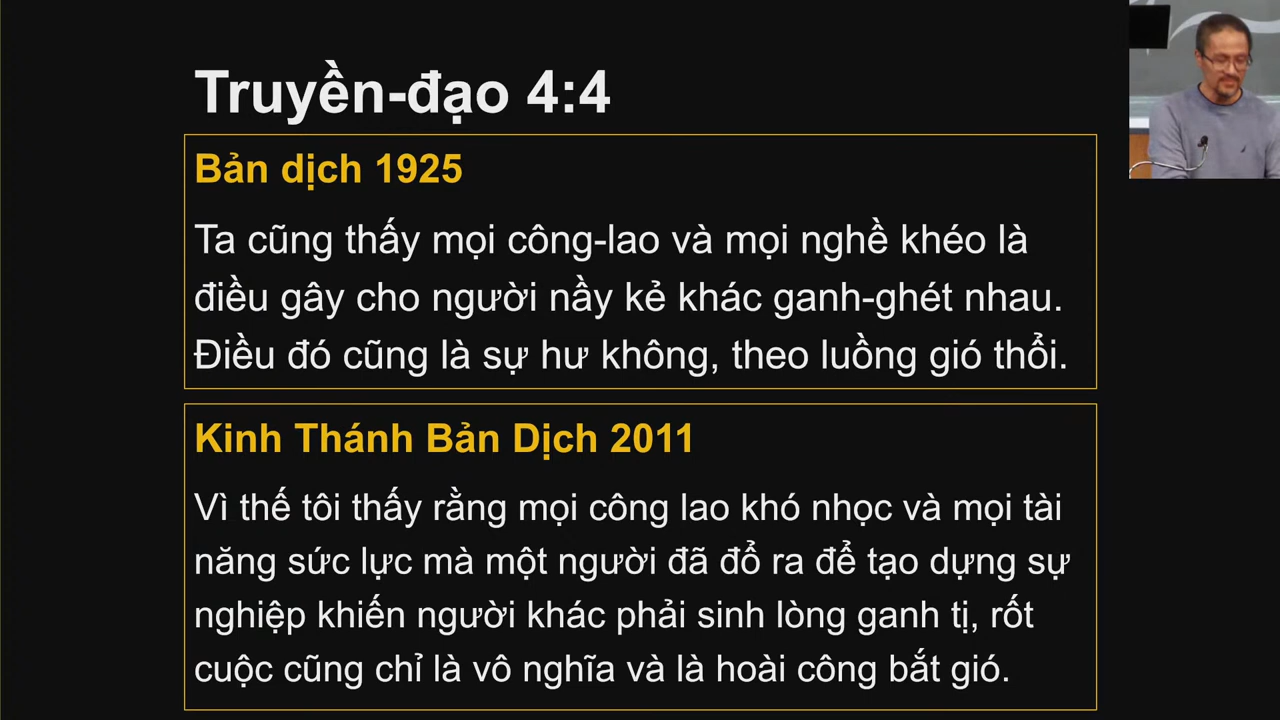 Truyền-đạo 4:4
Bản dịch 1925
Ta cũng thấy mọi công-lao và mọi nghề khéo là
điều gây cho người nầy kẻ khác ganh-ghét nhau.
Điều đó cũng là sự hư không, theo luồng gió thổi.
Kinh Thánh Bản Dịch 2011
Vì thế tôi thấy rằng mọi công lao khó nhọc và mọi tài
năng sức lực mà một người đã đổ ra để tạo dựng sự
nghiệp khiến người khác phải sinh lòng ganh tị, rốt
cuộc cũng chỉ là vô nghĩa và là hoài công bắt gió.